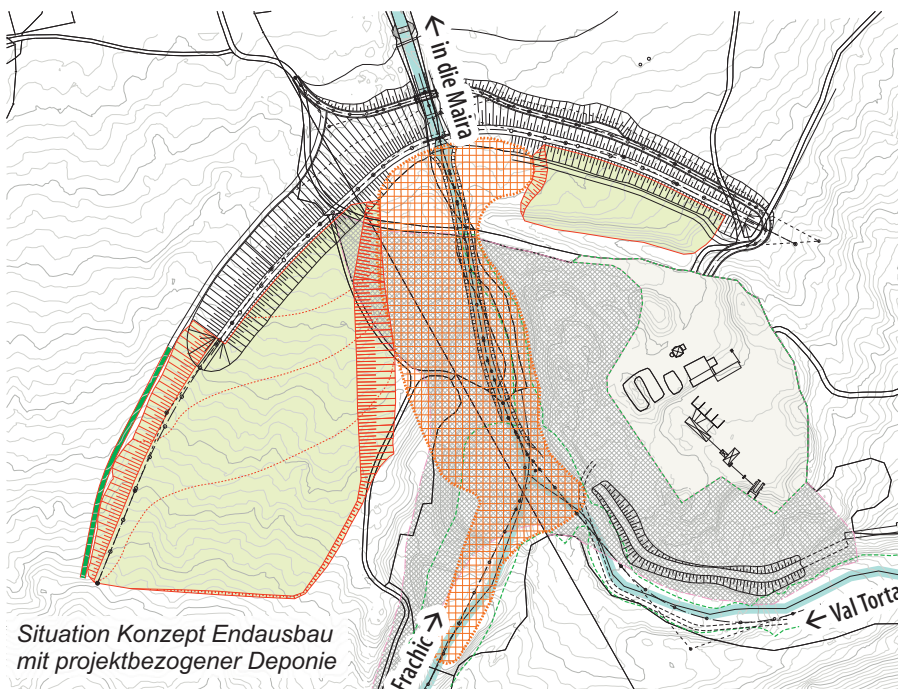 ← in die Maira
Situation Konzept Endausbau
mit projektbezogener Deponie
Frachic →
← Val Torta